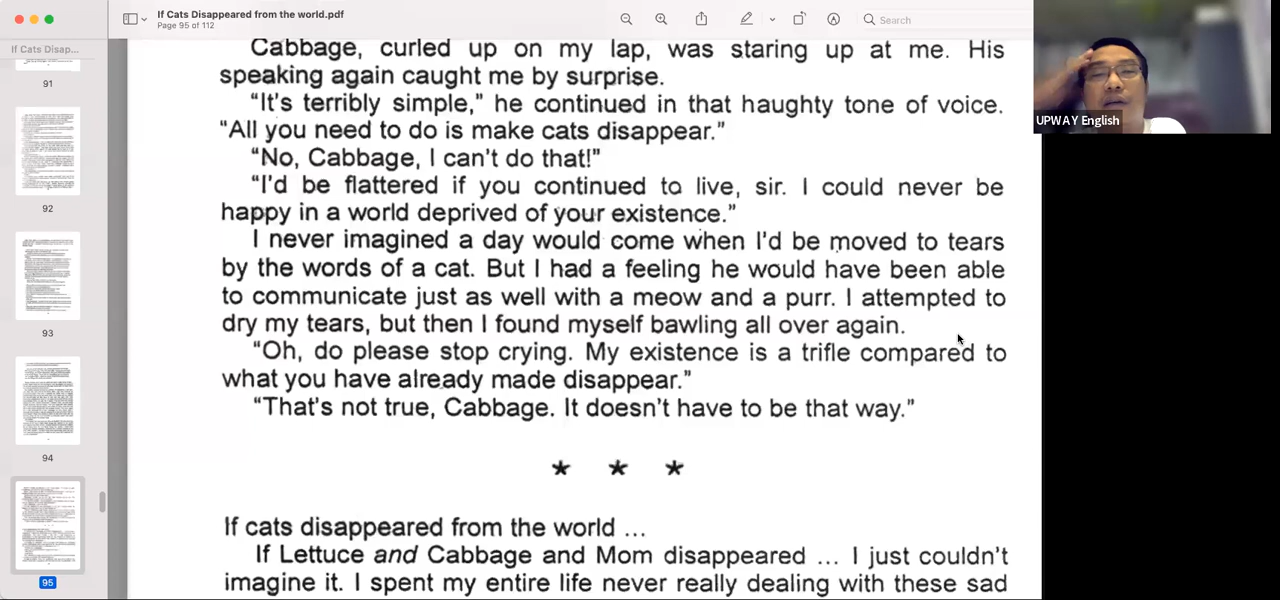 If Cats Disappeared from the world.pdf
Page 95 of 112
Search
If Cats Disap...
91
92
93
94
95
UPWAY English
Cabbage, curled up on my lap, was staring up at me. His
speaking again caught me by surprise.
“It's terribly simple,” he continued in that haughty tone of voice.
“All you need to do is make cats disappear.”
“No, Cabbage, I can't do that!”
“I'd be flattered if you continued to live, sir. I could never be
happy in a world deprived of your existence.”
I never imagined a day would come when I'd be moved to tears
by the words of a cat. But I had a feeling he would have been able
to communicate just as well with a meow and a purr. I attempted to
dry my tears, but then I found myself bawling all over again.
“Oh, do please stop crying. My existence is a trifle compared to
what you have already made disappear.”
“That's not true, Cabbage. It doesn't have to be that way.”
* * *
If cats disappeared from the world ...
If Lettuce and Cabbage and Mom disappeared ... I just couldn't
imagine it. I spent my entire life never really dealing with these sad